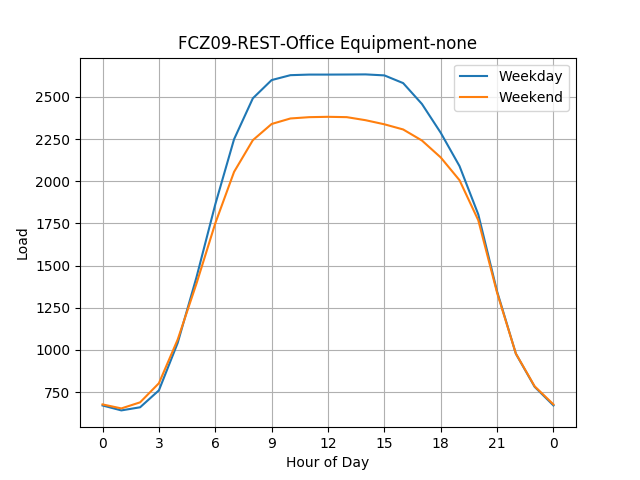 FCZ09-REST-Office Equipment-none
Weekday
Weekend
Load
2500
2250
2000
1750
1500
1250
1000
750
0 3 6 9 12 15 18 21 0
Hour of Day